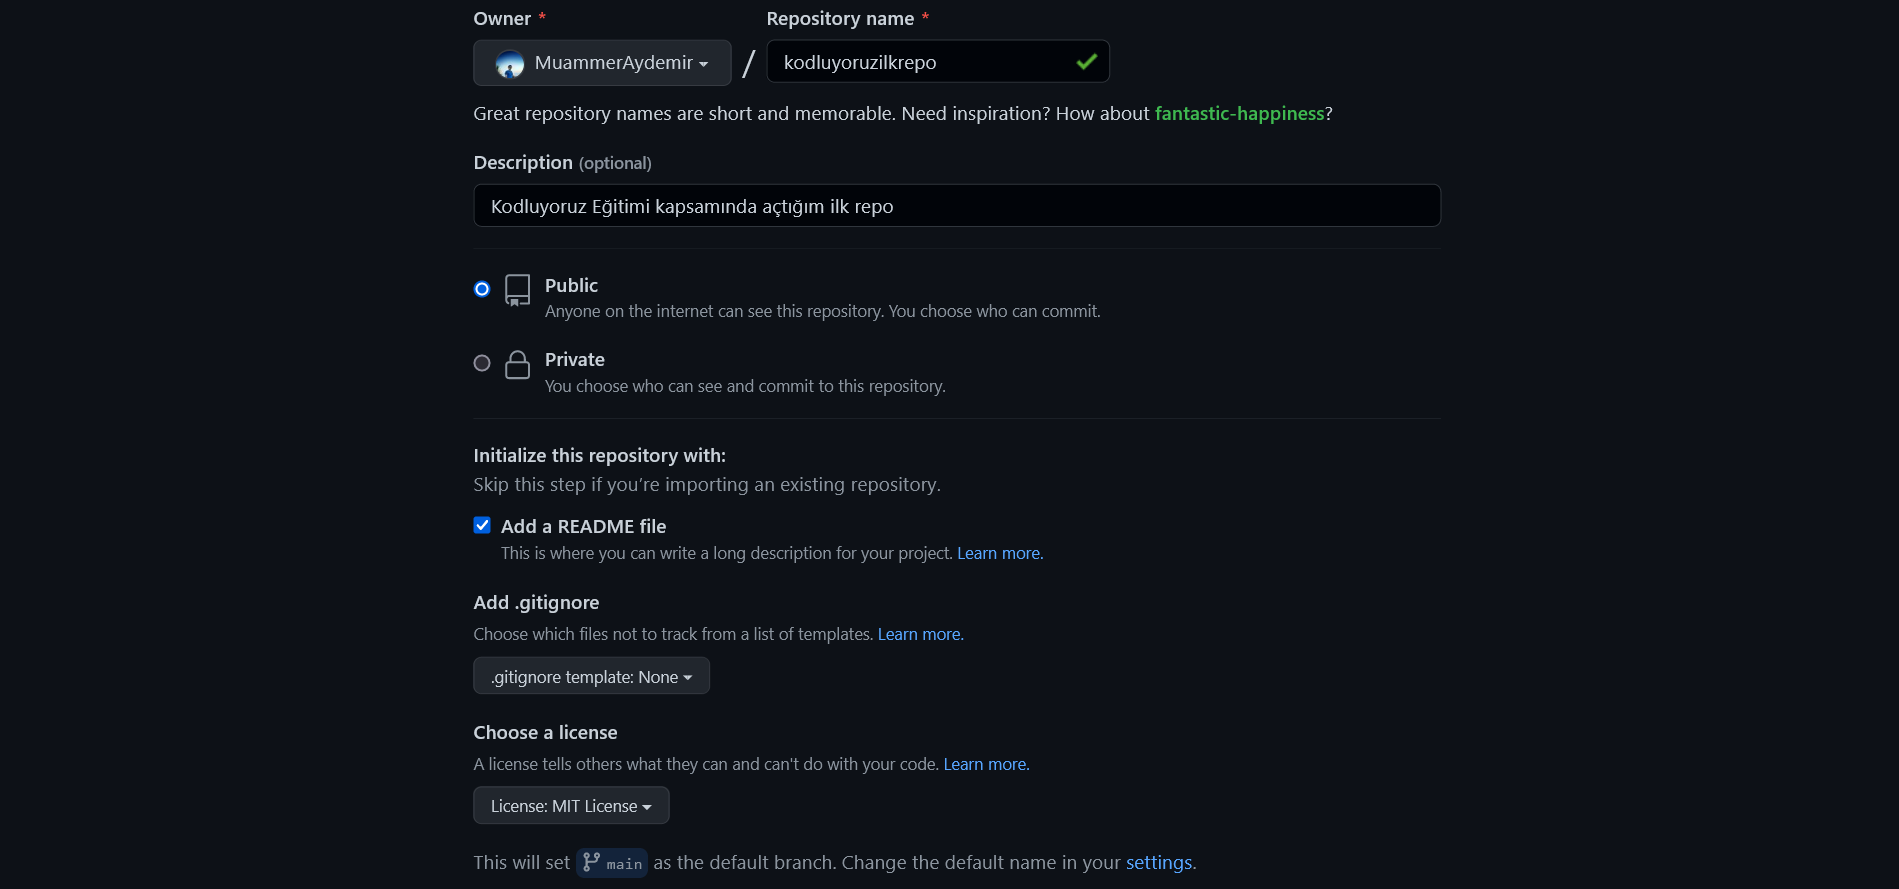 Owner * Repository name *
MuammerAydemir / kodluyoruzilkrepo
Great repository names are short and memorable. Need inspiration? How about fantastic-happiness?
Description (optional)
Kodluyoruz Eğitimi kapsamında açtığım ilk repo
Public
Anyone on the internet can see this repository. You choose who can commit.
Private
You choose who can see and commit to this repository.
Initialize this repository with:
Skip this step if you’re importing an existing repository.
Add a README file
This is where you can write a long description for your project. Learn more.
Add .gitignore
Choose which files not to track from a list of templates. Learn more.
.gitignore template: None
Choose a license
A license tells others what they can and can't do with your code. Learn more.
License: MIT License
This will set main as the default branch. Change the default name in your settings.